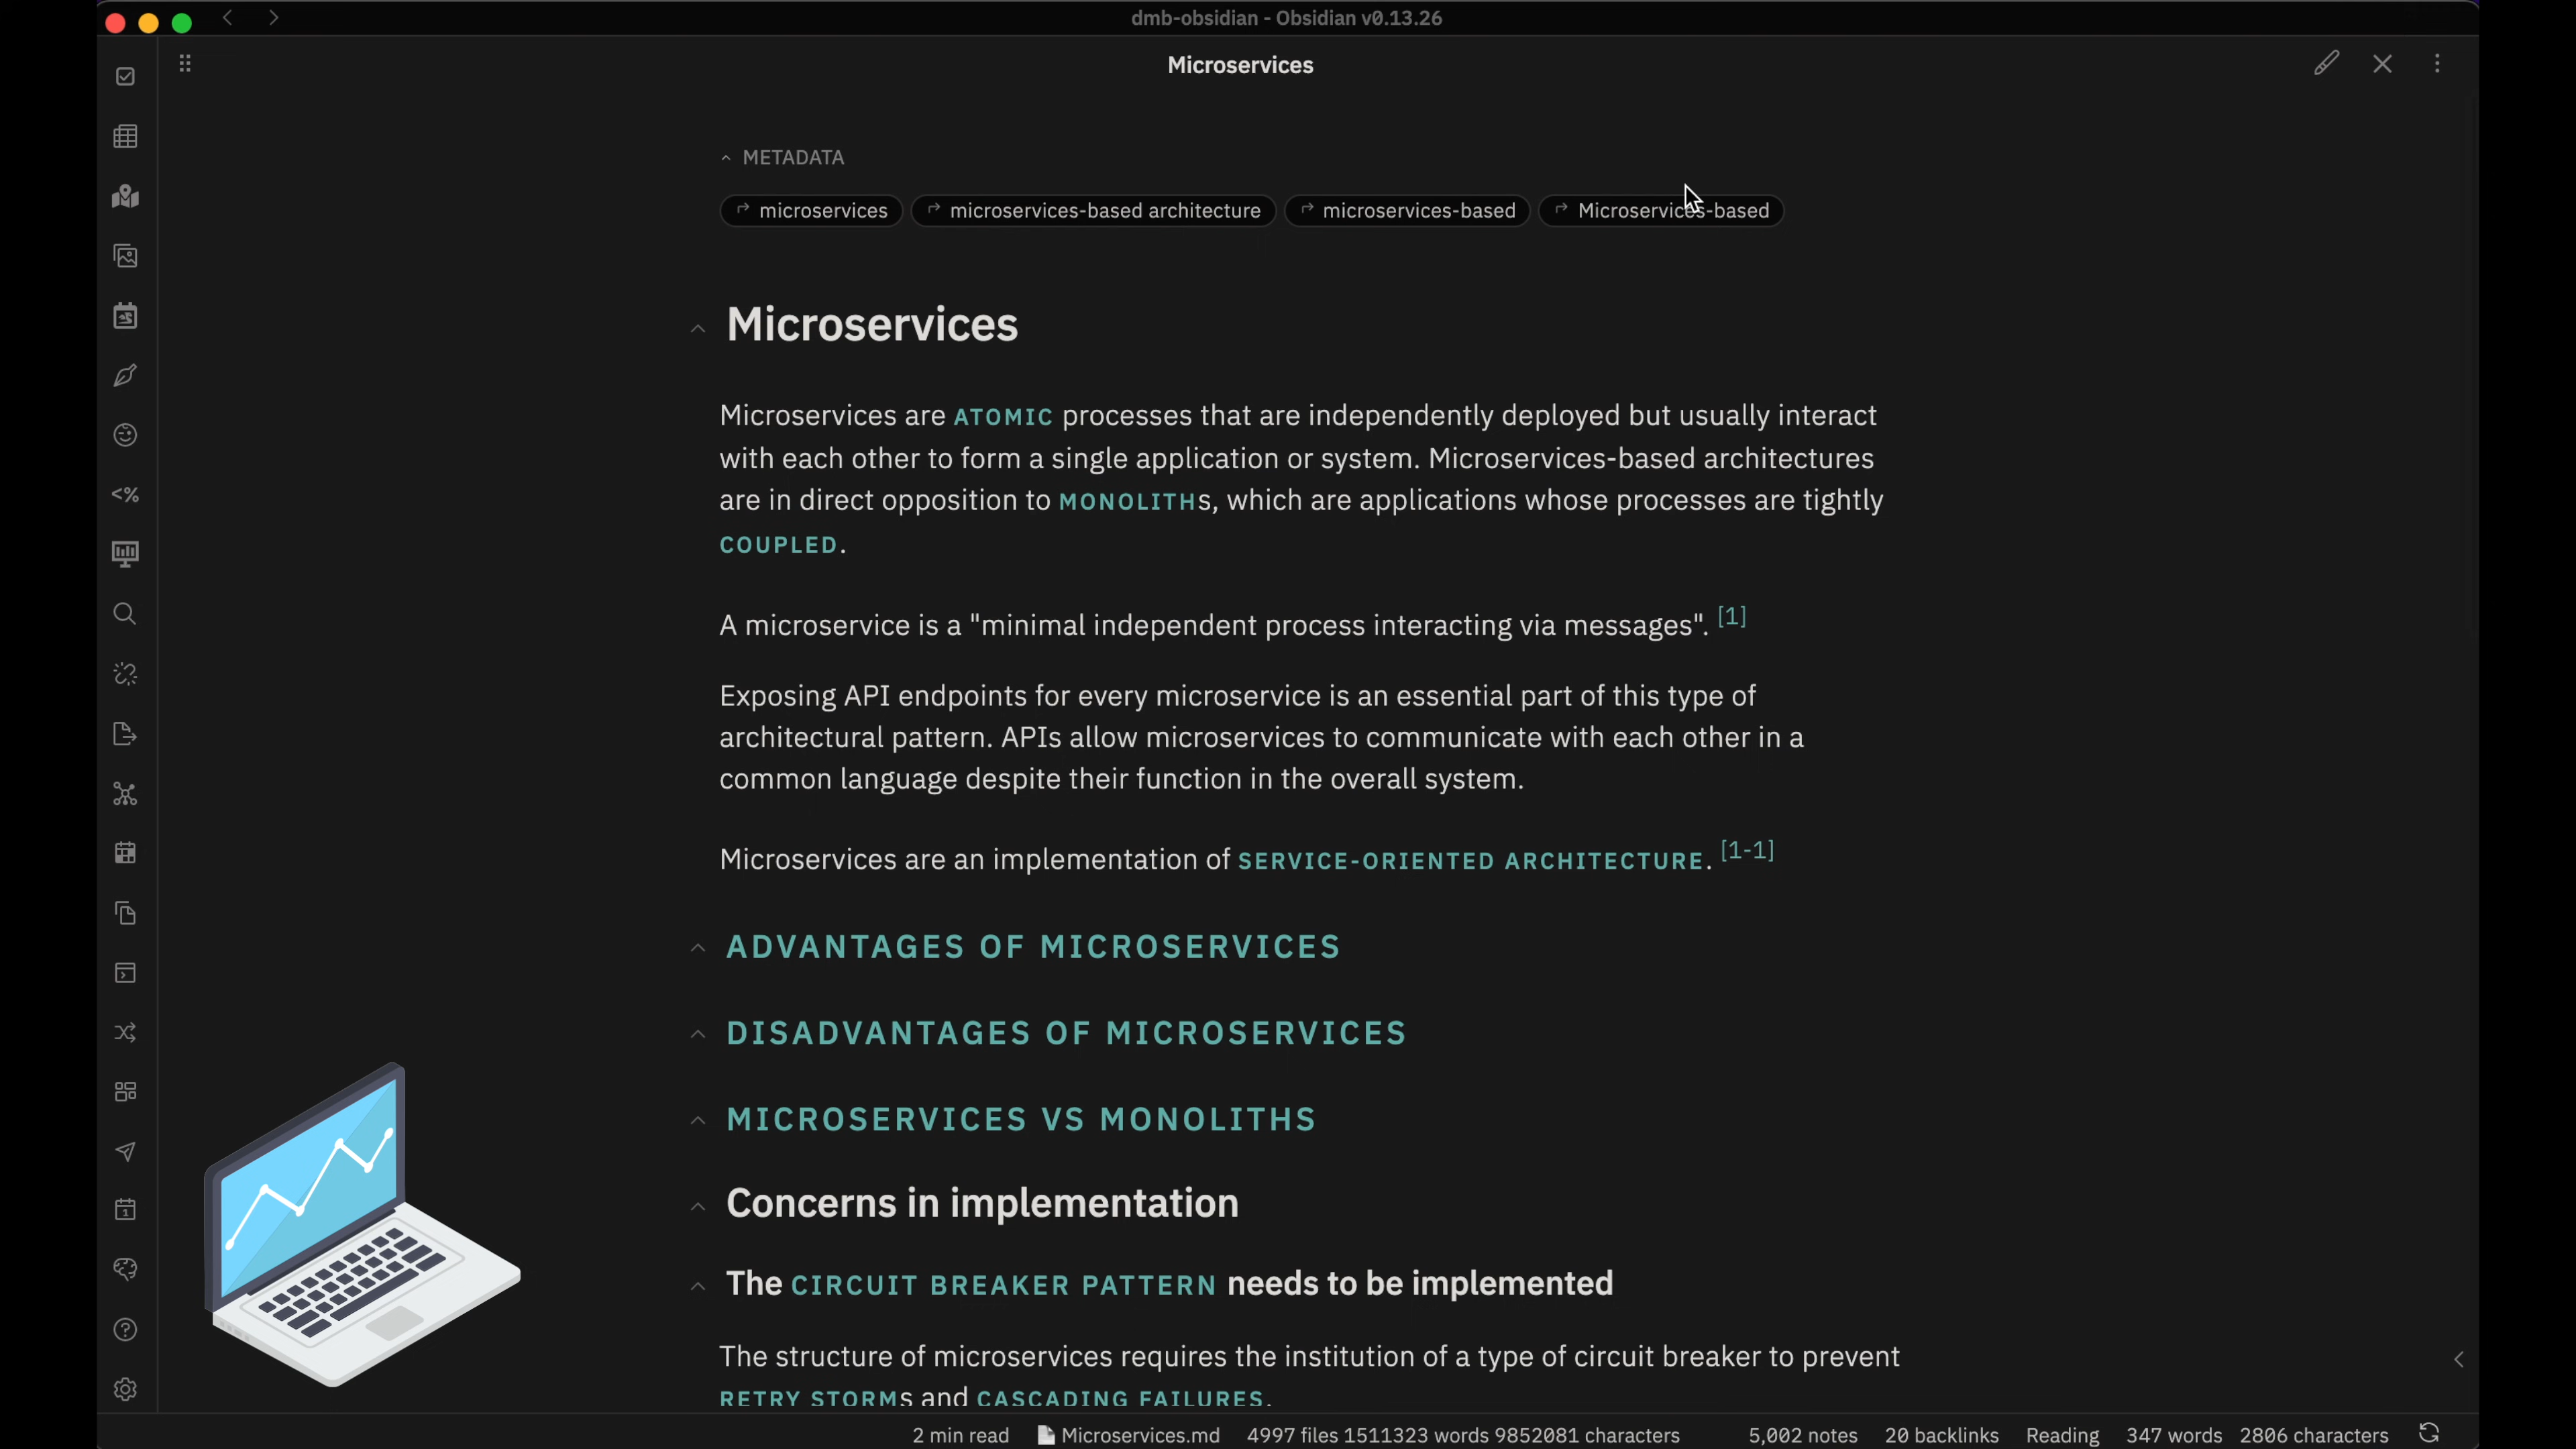 dmb-obsidian - Obsidian v0.13.26
Microservices
METADATA
microservices microservices-based architecture microservices-based Microservices-based
Microservices
Microservices are ATOMIC processes that are independently deployed but usually interact
with each other to form a single application or system. Microservices-based architectures
are in direct opposition to MONOLITHs, which are applications whose processes are tightly
COUPLED.
A microservice is a "minimal independent process interacting via messages". [1]
Exposing API endpoints for every microservice is an essential part of this type of
architectural pattern. APIs allow microservices to communicate with each other in a
common language despite their function in the overall system.
Microservices are an implementation of SERVICE-ORIENTED ARCHITECTURE. [1-1]
ADVANTAGES OF MICROSERVICES
DISADVANTAGES OF MICROSERVICES
MICROSERVICES VS MONOLITHS
Concerns in implementation
The CIRCUIT BREAKER PATTERN needs to be implemented
The structure of microservices requires the institution of a type of circuit breaker to prevent
RETRY STORMs and CASCADING FAILURES.
<%
1
2 min read Microservices.md 4997 files 1511323 words 9852081 characters 5,002 notes 20 backlinks Reading 347 words 2806 characters